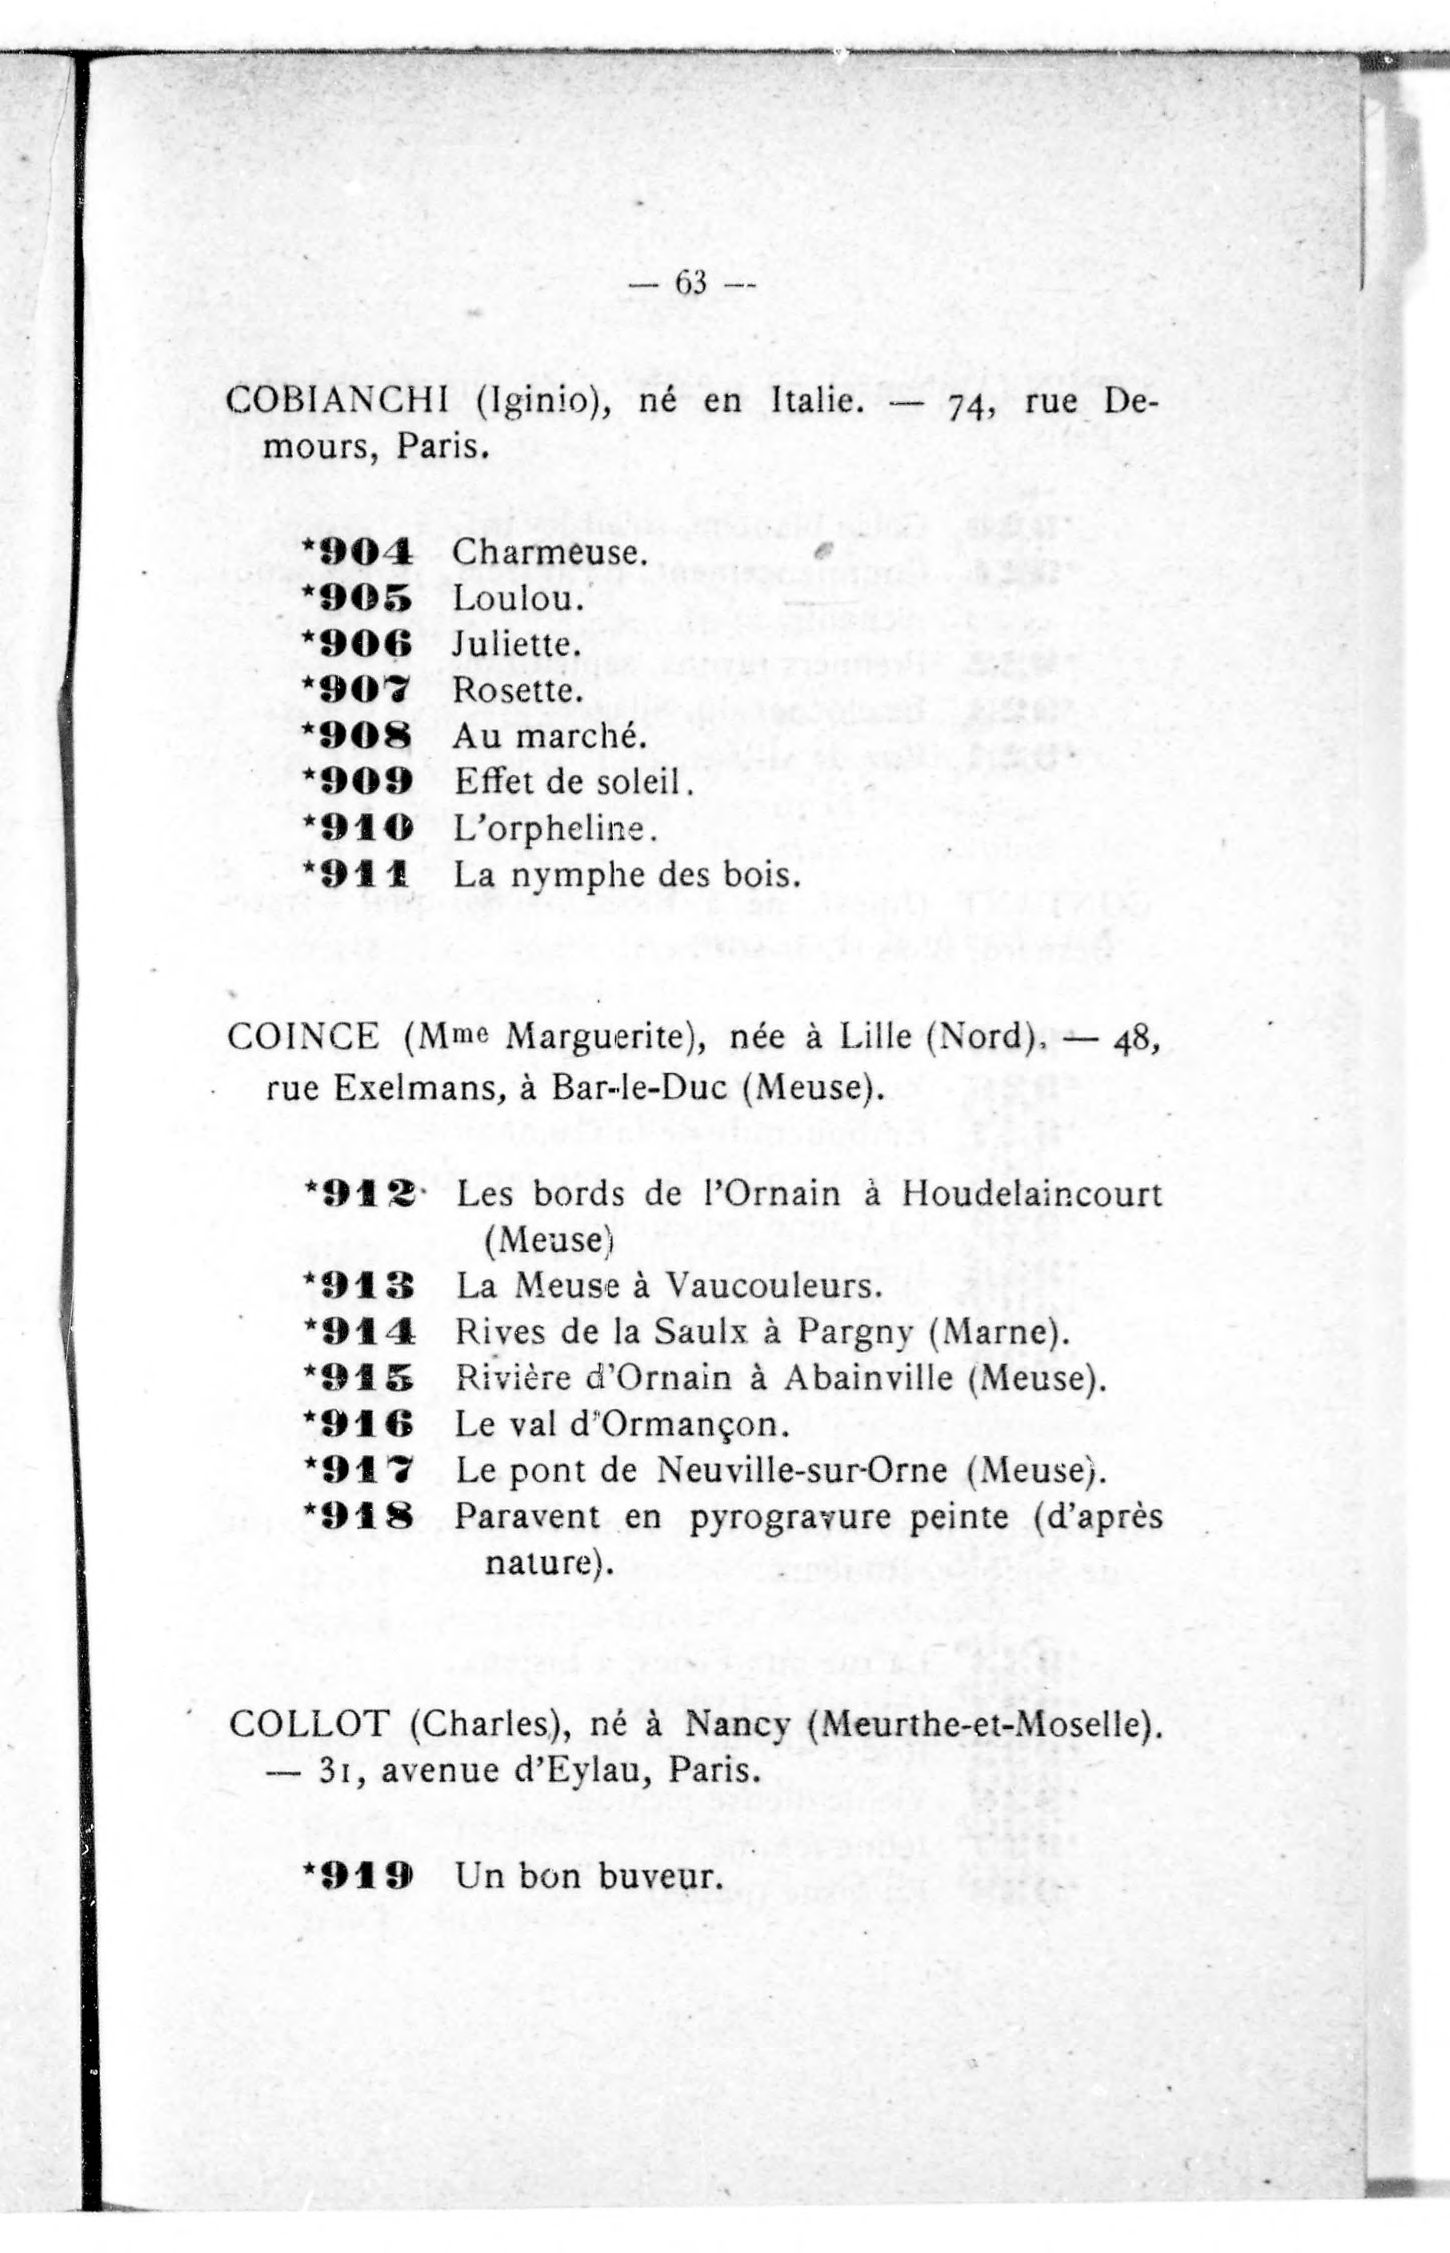 — 63 —
COBIANCHI (Iginio), né en Italie. — 74, rue De-
mours, Paris.
*904 Charmeuse.
*905 Loulou.
*906 Juliette.
*907 Rosette.
*908 Au marché.
*909 Effet de soleil.
*910 L'orpheline.
*911 La nymphe des bois.
COINCE (Mme Marguerite), née à Lille (Nord). — 48,
rue Exelmans, à Bar-le-Duc (Meuse).
*912 Les bords de l'Ornain à Houdelaincourt
(Meuse)
*913 La Meuse à Vaucouleurs.
*914 Rives de la Saulx à Pargny (Marne).
*915 Rivière d'Ornain à Abainville (Meuse).
*916 Le val d'Ormançon.
*917 Le pont de Neuville-sur-Orne (Meuse).
*918 Paravent en pyrogravure peinte (d'après
nature).
COLLOT (Charles), né à Nancy (Meurthe-et-Moselle).
— 31, avenue d'Eylau, Paris.
*919 Un bon buveur.